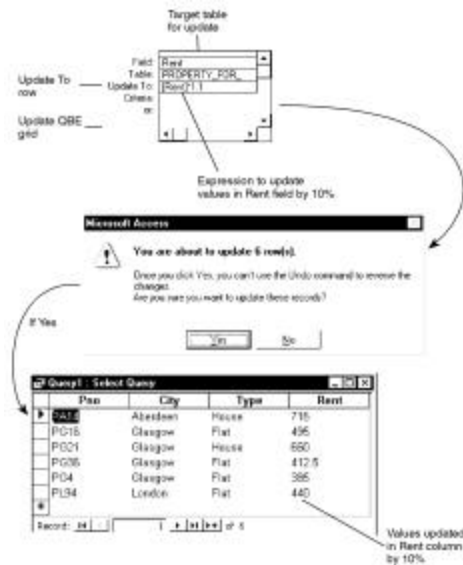 Target table
for update
Field: Rent
Table: PROPERTY_FOR_
Update To: [Rent]*1.1
Criteria:
or:
Update To
row
Update QBE
grid
Expression to update
values in Rent field by 10%
Microsoft Access
You are about to update 6 row(s).
Once you click Yes, you can't use the Undo command to reverse the
changes.
Are you sure you want to update these records?
Yes No
If Yes
Query1 : Select Query
Pno City Type Rent
PA14 Aberdeen House 715
PG16 Glasgow Flat 495
PG21 Glasgow House 660
PG36 Glasgow Flat 412.5
PG4 Glasgow Flat 385
PL94 London Flat 440
Record: 1 of 6
Values updated
in Rent column
by 10%